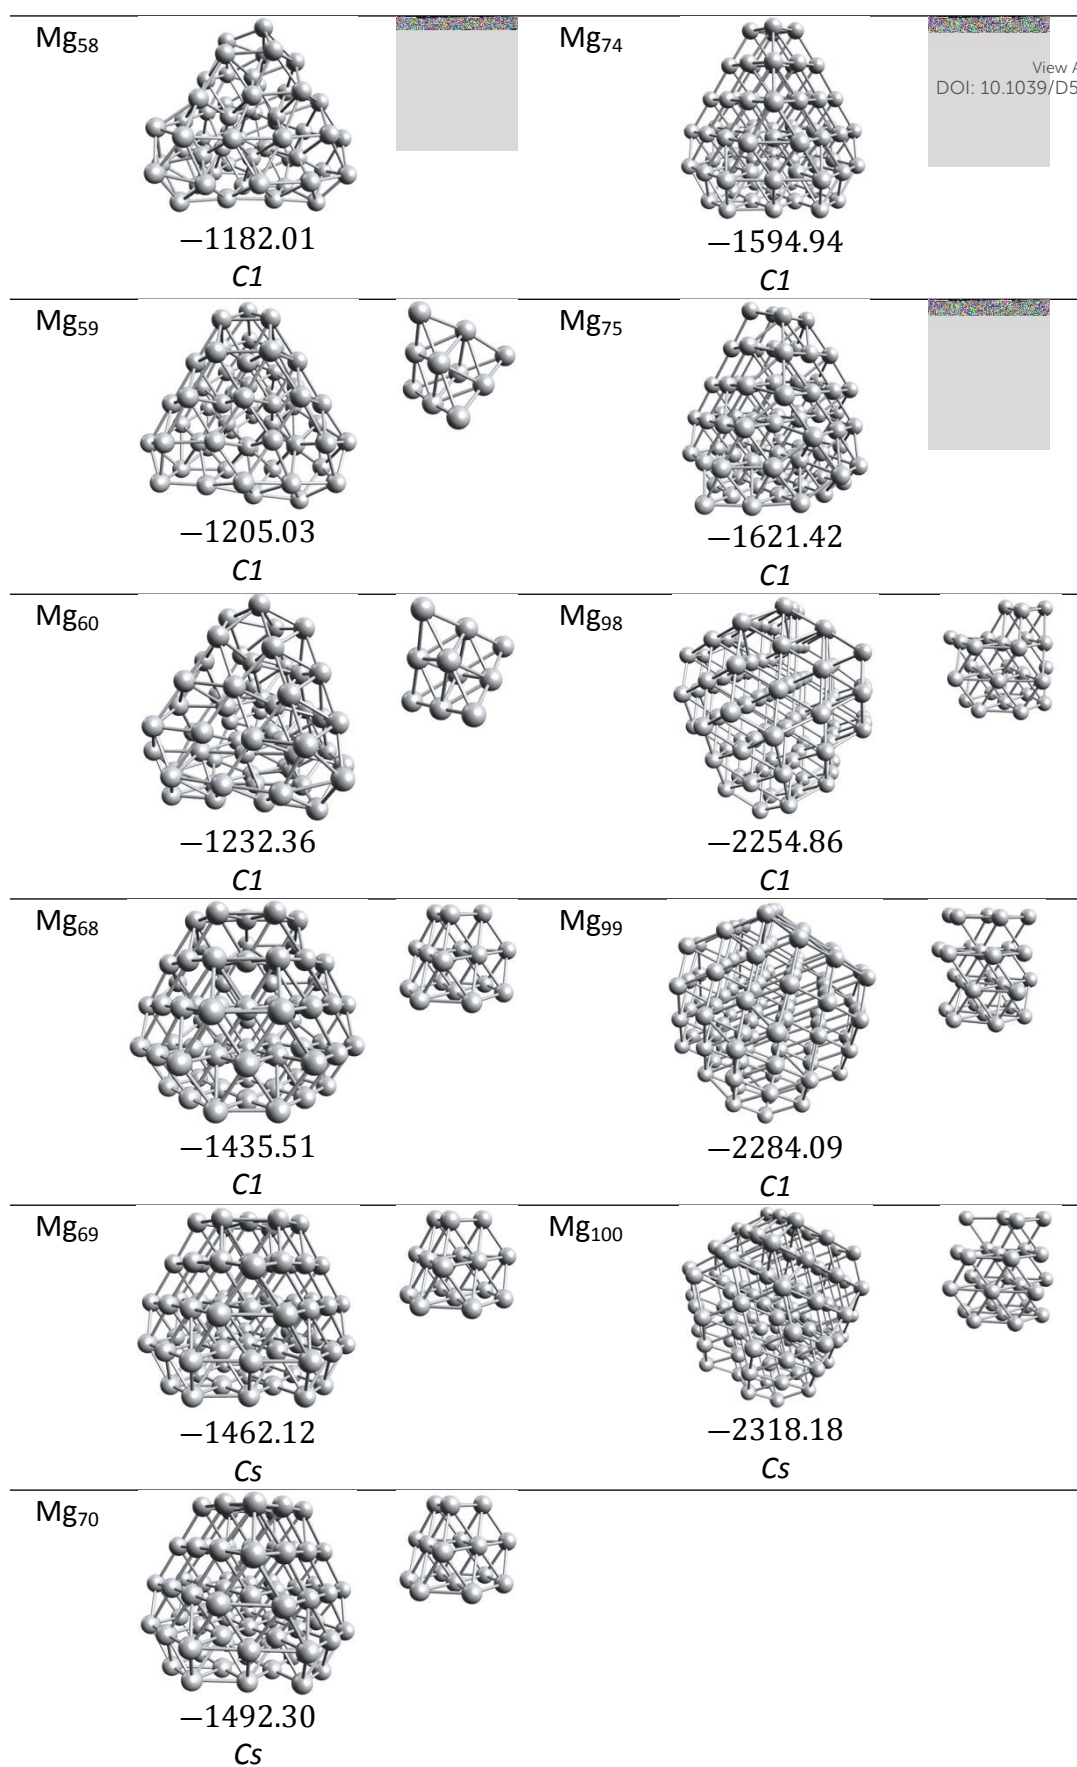 Mg₅₈
−1182.01
C1
Mg₇₄
−1594.94
C1
View A
DOI: 10.1039/D5
Mg₅₉
−1205.03
C1
Mg₇₅
−1621.42
C1
Mg₆₀
−1232.36
C1
Mg₉₈
−2254.86
C1
Mg₆₈
−1435.51
C1
Mg₉₉
−2284.09
C1
Mg₆₉
−1462.12
Cs
Mg₁₀₀
−2318.18
Cs
Mg₇₀
−1492.30
Cs